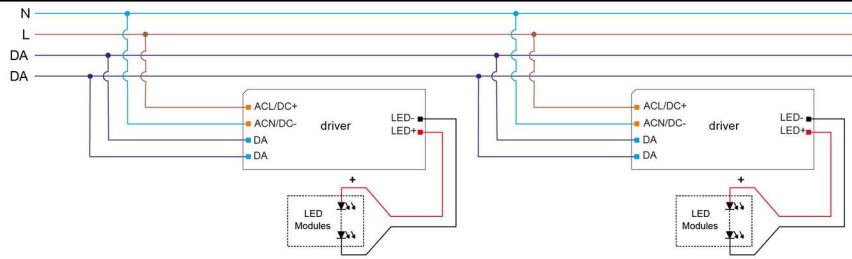 N
L
DA
DA
ACL/DC+
ACN/DC-
DA
DA
driver
LED-
LED+
+
LED
Modules
ACL/DC+
ACN/DC-
DA
DA
driver
LED-
LED+
+
LED
Modules